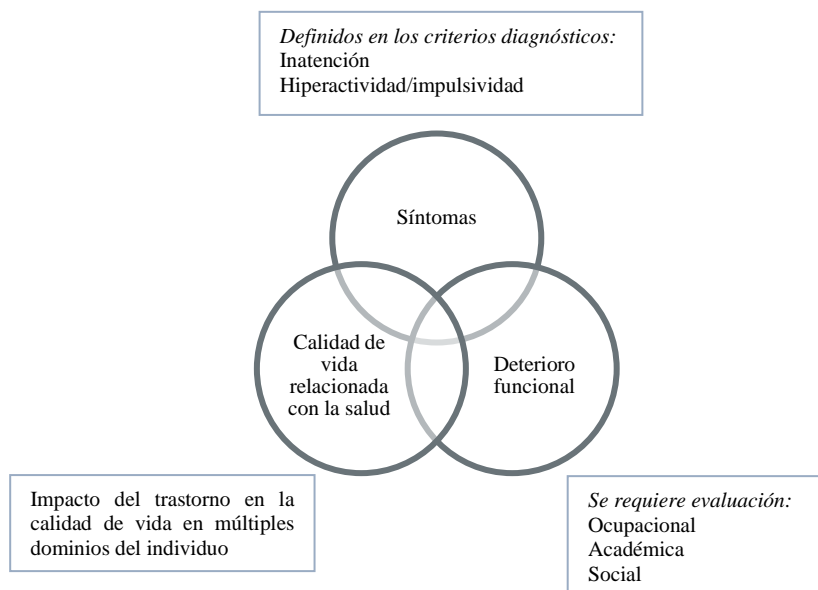 Definidos en los criterios diagnósticos:
Inatención
Hiperactividad/impulsividad
Síntomas
Calidad de
vida
relacionada
con la salud
Deterioro
funcional
Impacto del trastorno en la
calidad de vida en múltiples
dominios del individuo
Se requiere evaluación:
Ocupacional
Académica
Social